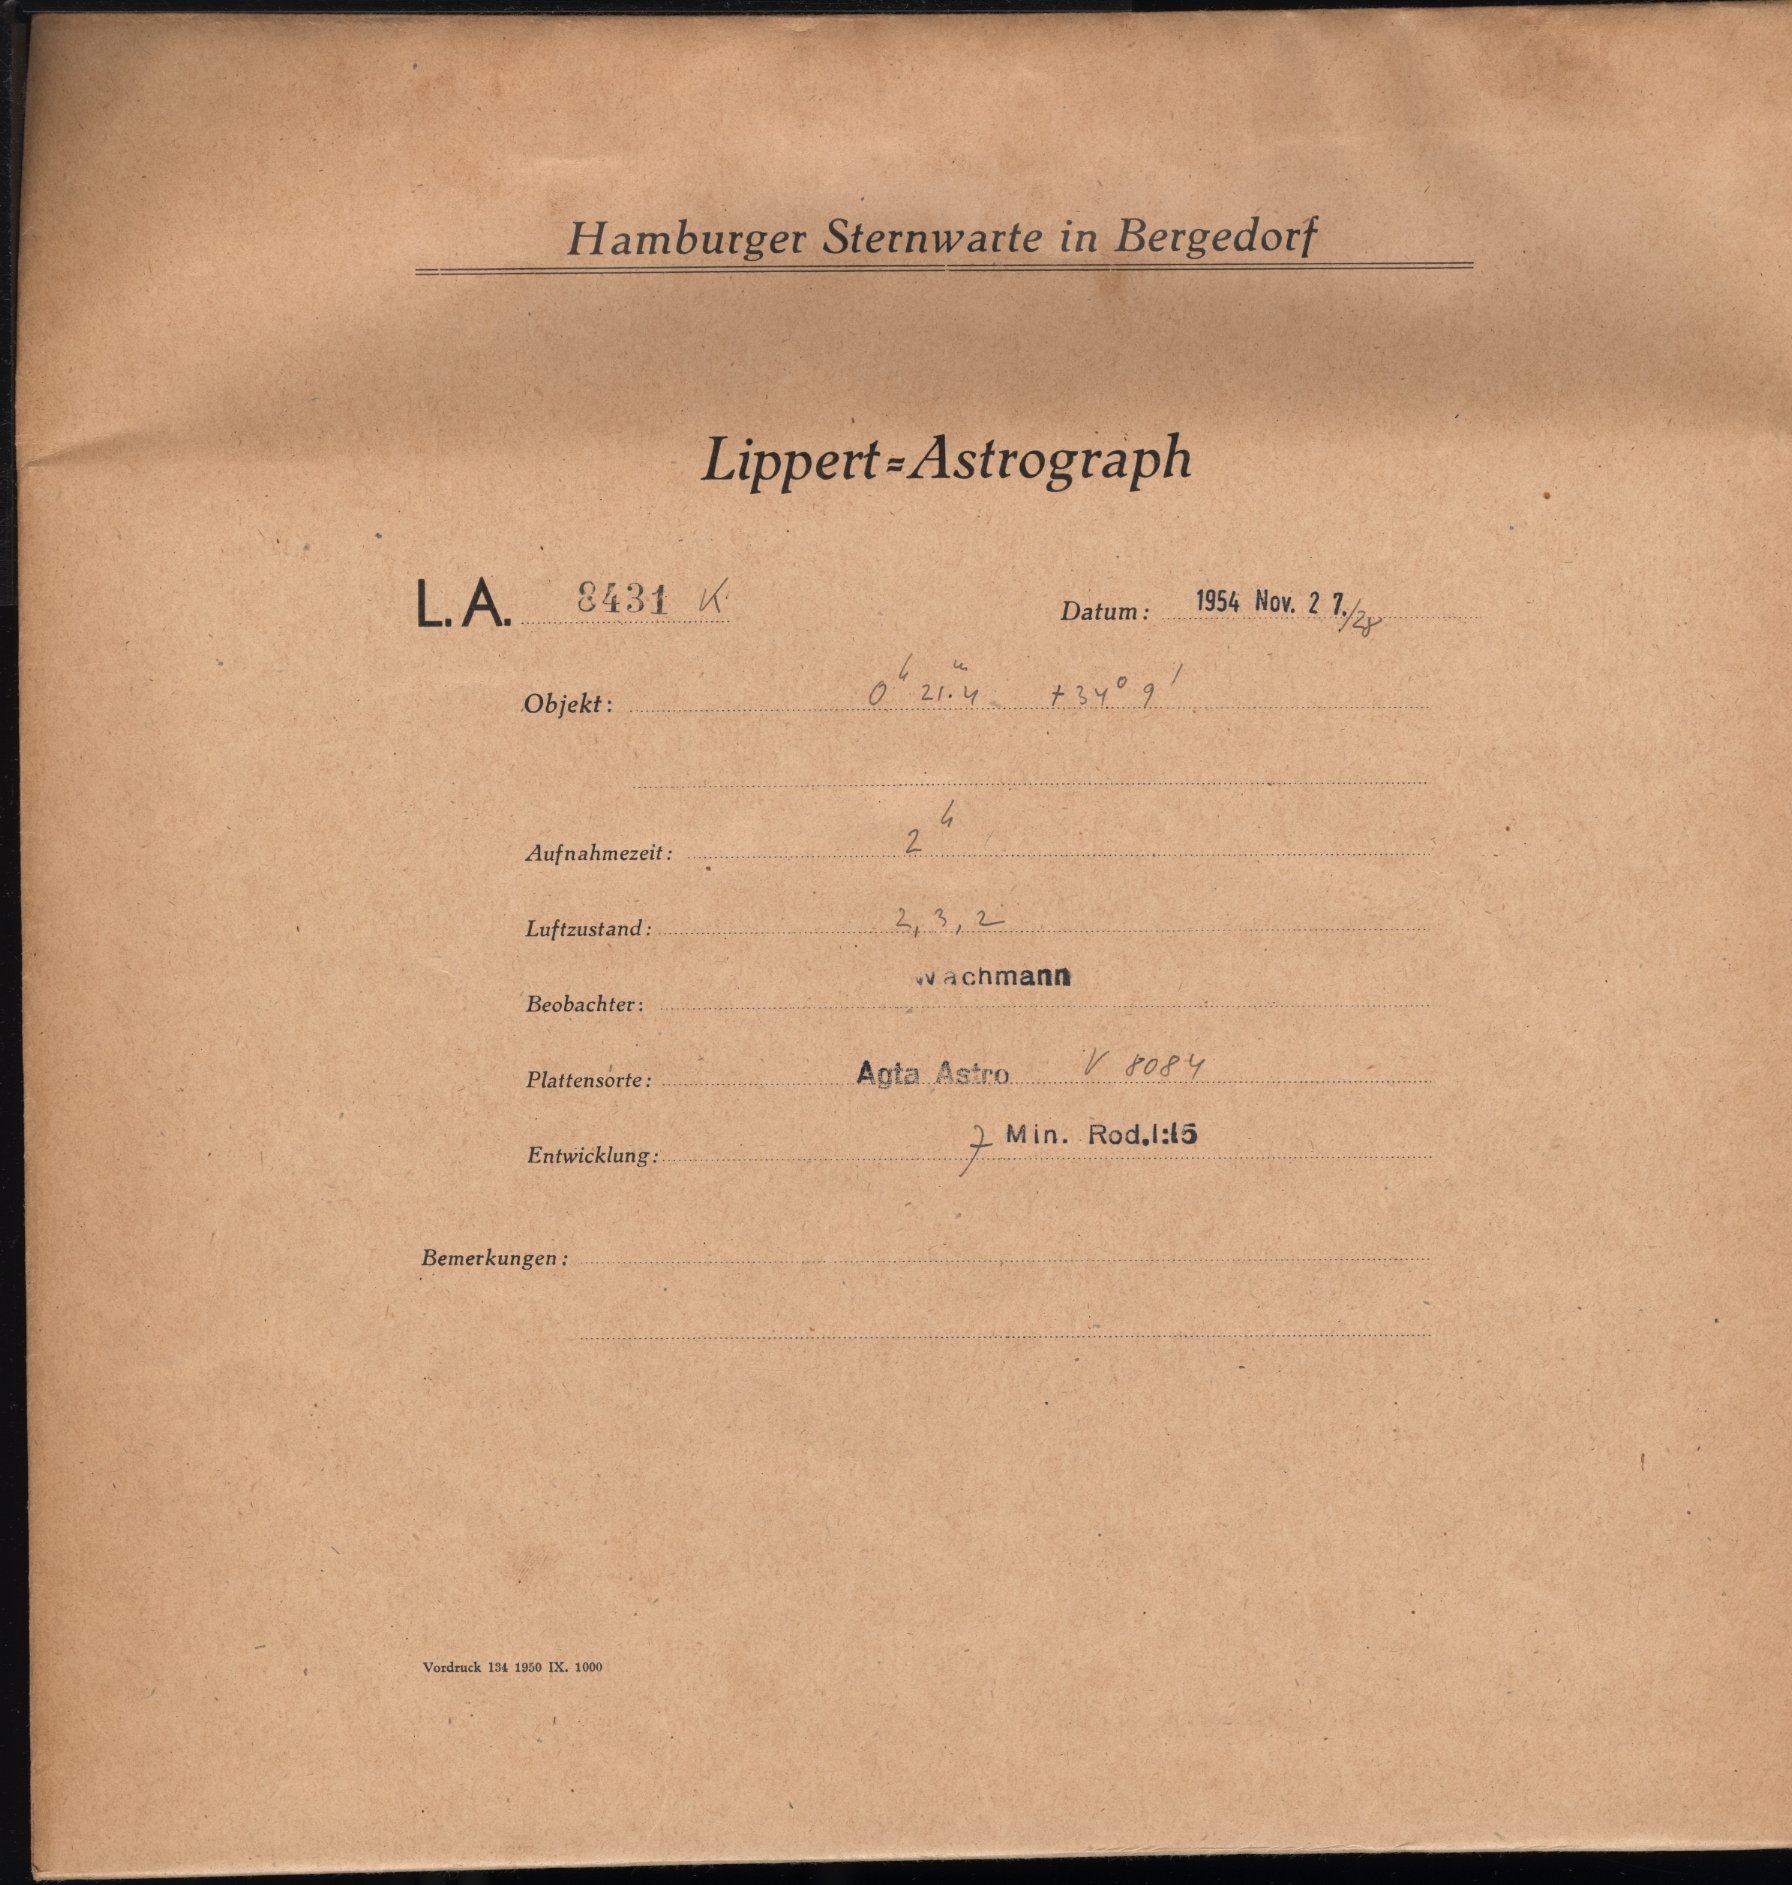 Hamburger Sternwarte in Bergedorf
Lippert=Astrograph
L. A. 8431 K Datum: 1954 Nov. 27./28
Objekt: 0h 21.4m +34° 9'
Aufnahmezeit: 2h
Luftzustand: 2, 3, 2
Beobachter: Wachmann
Plattensorte: Agfa Astro V 8084
Entwicklung: 7 Min. Rod.1:15
Bemerkungen:
Vordruck 134 1950 IX. 1000